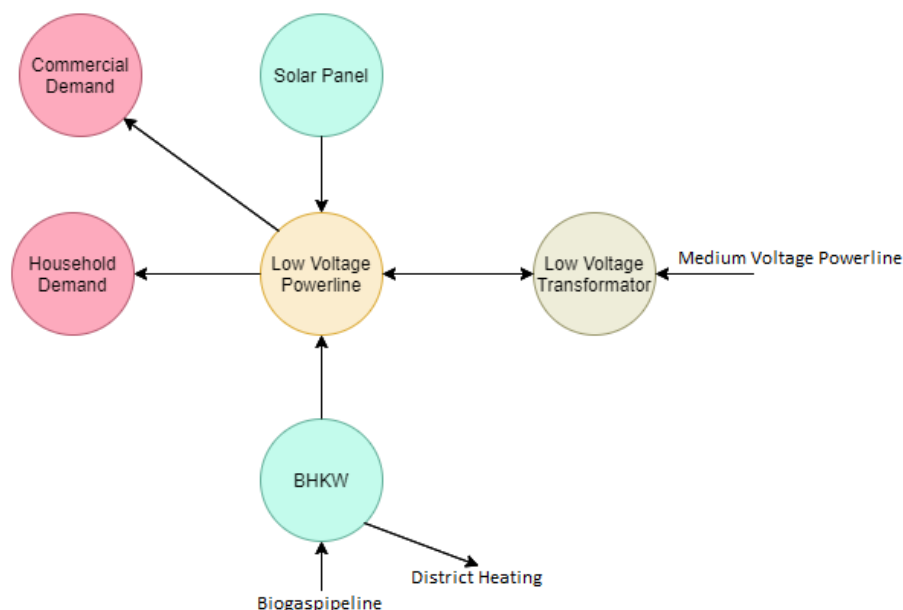 Commercial
Demand
Solar Panel
Household
Demand
Low Voltage
Powerline
Low Voltage
Transformator
Medium Voltage Powerline
BHKW
District Heating
Biogaspipeline